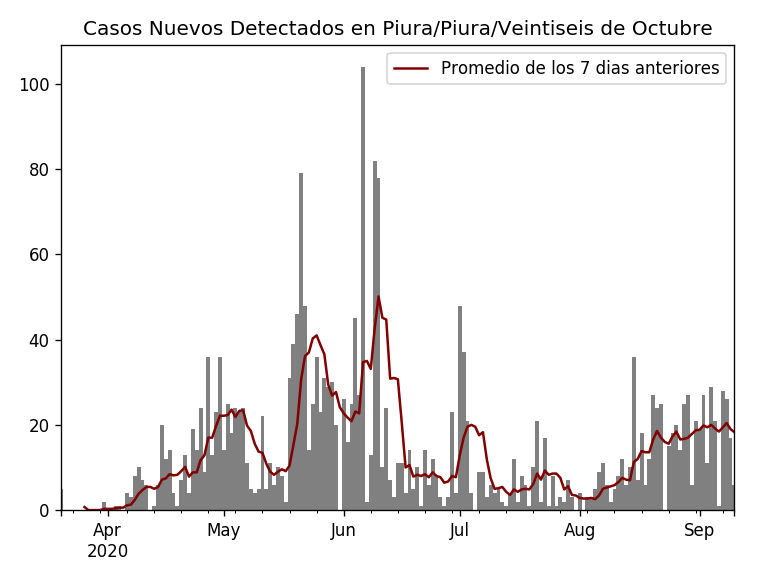 Casos Nuevos Detectados en Piura/Piura/Veintiseis de Octubre
Promedio de los 7 dias anteriores
100
80
60
40
20
0
Apr May Jun Jul Aug Sep
2020